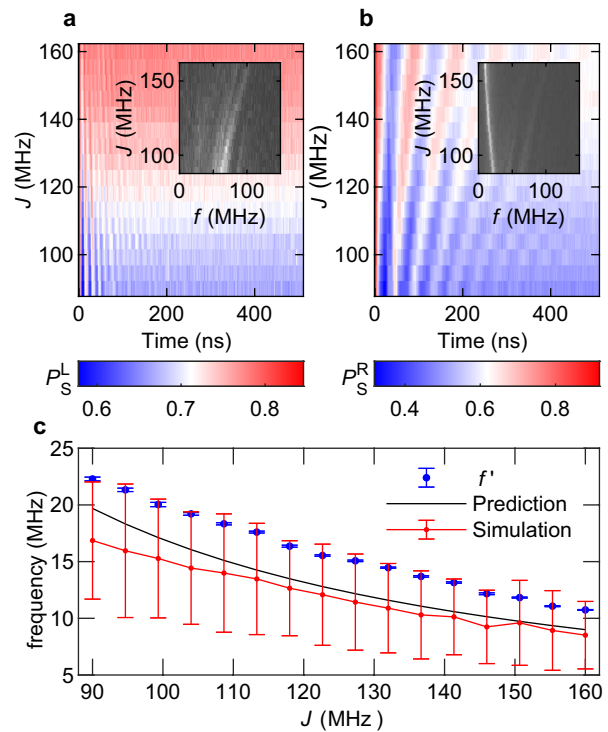 a
b
160
140
120
100
J (MHz)
150
100
J (MHz)
0
100
f (MHz)
0
200
400
Time (ns)
160
140
120
100
J (MHz)
150
100
J (MHz)
0
100
f (MHz)
0
200
400
Time (ns)
P_S^L
0.6
0.7
0.8
P_S^R
0.4
0.6
0.8
c
25
20
15
10
5
frequency (MHz)
f '
Prediction
Simulation
90
100
110
120
130
140
150
160
J (MHz)